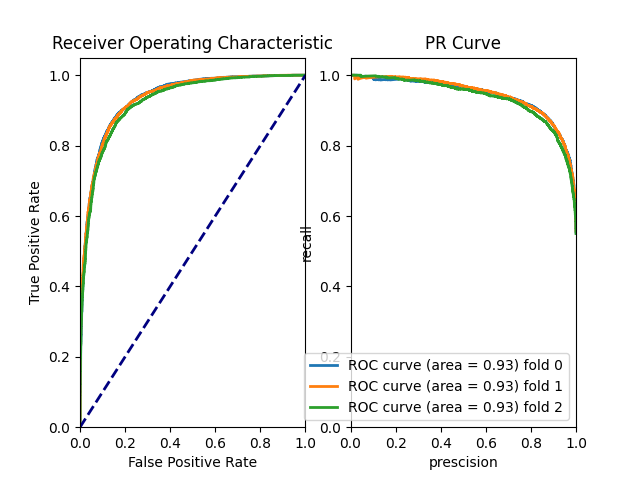 Receiver Operating Characteristic
PR Curve
True Positive Rate
1.0
0.8
0.6
0.4
0.2
0.0
0.0 0.2 0.4 0.6 0.8 1.0
False Positive Rate
recall
1.0
0.8
0.6
0.4
0.2
0.0
ROC curve (area = 0.93) fold 0
ROC curve (area = 0.93) fold 1
ROC curve (area = 0.93) fold 2
0.0 0.2 0.4 0.6 0.8 1.0
prescision